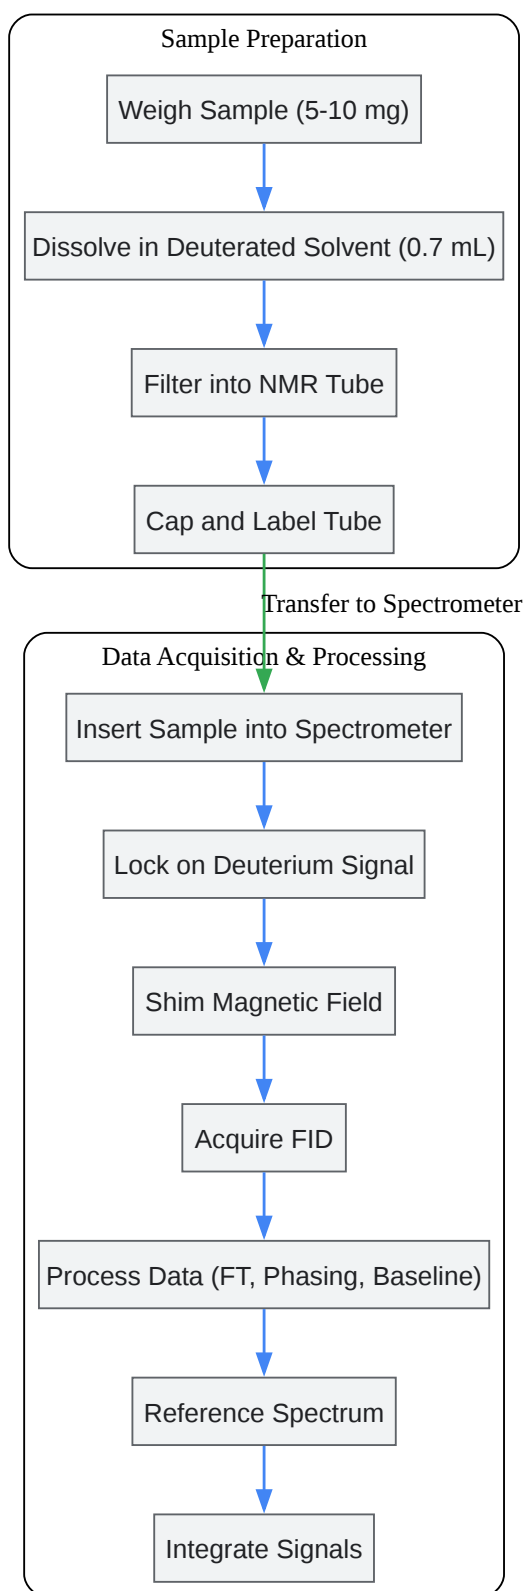 Sample Preparation
Weigh Sample (5-10 mg)
Dissolve in Deuterated Solvent (0.7 mL)
Filter into NMR Tube
Cap and Label Tube
Transfer to Spectrometer
Data Acquisition & Processing
Insert Sample into Spectrometer
Lock on Deuterium Signal
Shim Magnetic Field
Acquire FID
Process Data (FT, Phasing, Baseline)
Reference Spectrum
Integrate Signals